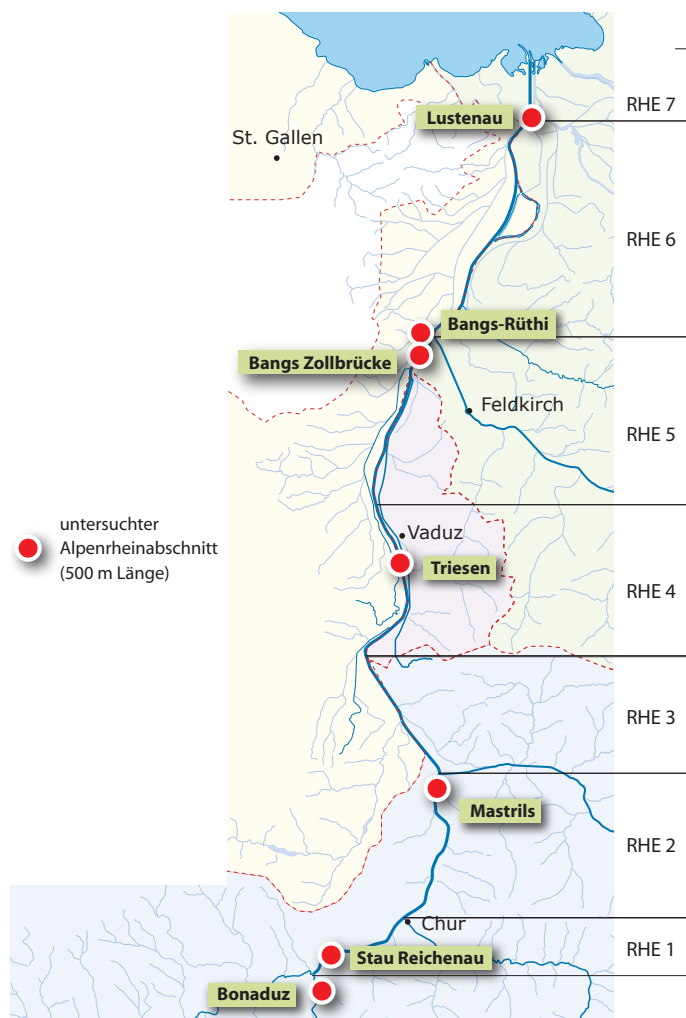 RHE 7
Lustenau
St. Gallen
RHE 6
Bangs-Rüthi
Bangs Zollbrücke
Feldkirch
RHE 5
untersuchter
Alpenrheinabschnitt
(500 m Länge)
Vaduz
Triesen
RHE 4
RHE 3
Mastrils
RHE 2
Chur
RHE 1
Stau Reichenau
Bonaduz